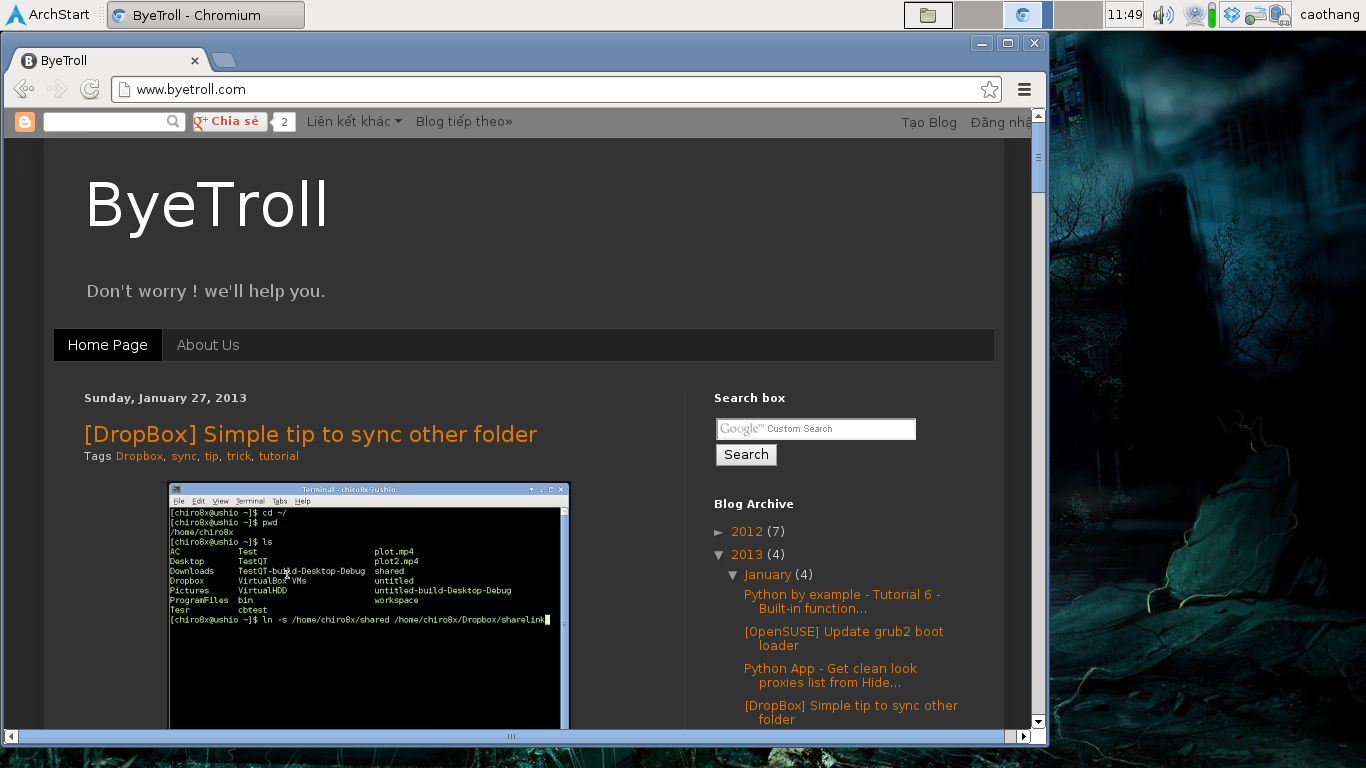 ArchStart
ByeTroll - Chromium
11:49
caothang
ByeTroll
www.byetroll.com
Chia sẻ
2
Liên kết khác
Blog tiếp theo»
Tạo Blog
Đăng nhậ
ByeTroll
Don't worry ! we'll help you.
Home Page
About Us
Sunday, January 27, 2013
[DropBox] Simple tip to sync other folder
Tags Dropbox, sync, tip, trick, tutorial
Terminal - chiro8x@ushio:
File Edit View Terminal Tabs Help
[chiro8x@ushio ~]$ cd ~/
[chiro8x@ushio ~]$ pwd
/home/chiro8x
[chiro8x@ushio ~]$ ls
AC Test plot.mp4
Desktop TestQT plot2.mp4
Downloads TestQT-build-Desktop-Debug shared
Dropbox VirtualBox VMs untitled
Pictures VirtualHDD untitled-build-Desktop-Debug
ProgramFiles bin workspace
Tesr cbtest
[chiro8x@ushio ~]$ ln -s /home/chiro8x/shared /home/chiro8x/Dropbox/sharelink
Search box
Google™ Custom Search
Search
Blog Archive
► 2012 (7)
▼ 2013 (4)
▼ January (4)
Python by example - Tutorial 6 -
Built-in function...
[OpenSUSE] Update grub2 boot
loader
Python App - Get clean look
proxies list from Hide...
[DropBox] Simple tip to sync other
folder